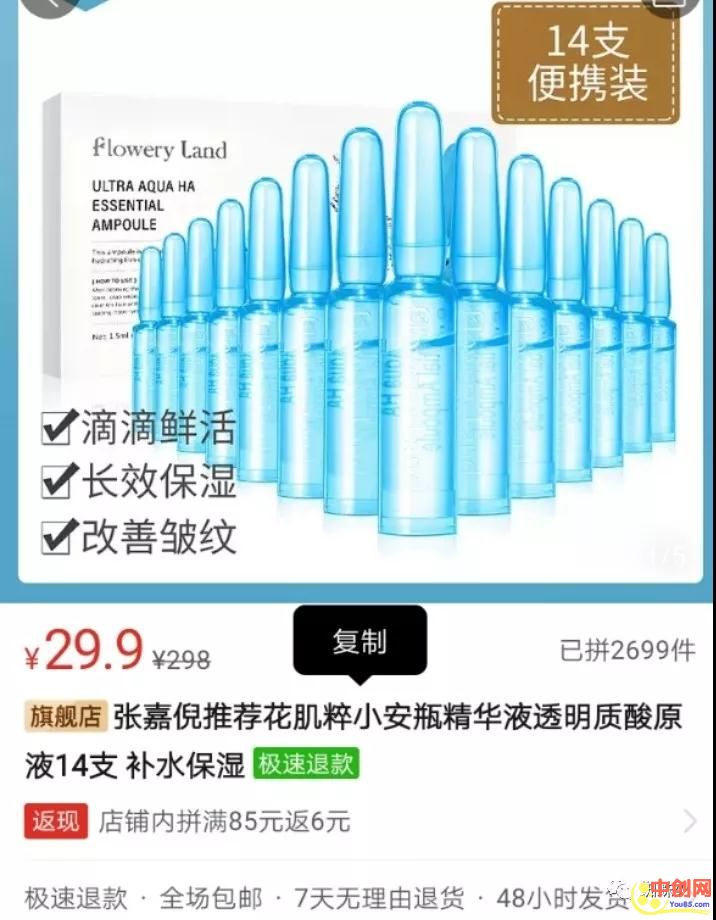 14支
便携装
flowery Land
ULTRA AQUA HA
ESSENTIAL
AMPOULE
滴滴鲜活
长效保湿
改善皱纹
1/5
¥29.9 ¥298
复制
已拼2699件
旗舰店 张嘉倪推荐花肌粹小安瓶精华液透明质酸原
液14支 补水保湿 极速退款
返现 店铺内拼满85元返6元
极速退款 · 全场包邮 · 7天无理由退货 · 48小时发货
中创网
You85.com